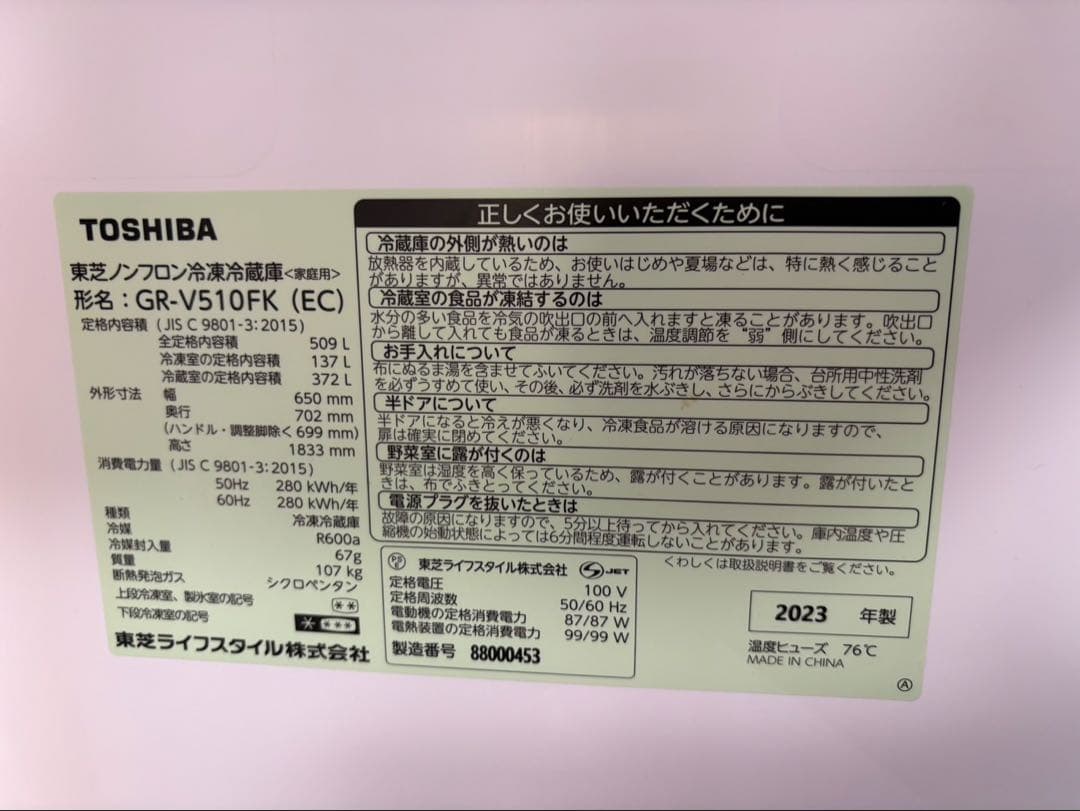 TOSHIBA
東芝ノンフロン冷凍冷蔵庫<家庭用>
形名:GR-V510FK (EC)
定格内容積 (JIS C 9801-3:2015)
全定格内容積 509 L
冷凍室の定格内容積 137 L
冷蔵室の定格内容積 372 L
外形寸法 幅 650 mm
奥行 702 mm
(ハンドル・調整脚除く 699 mm)
高さ 1833 mm
消費電力量 (JIS C 9801-3:2015)
50Hz 280 kWh/年
60Hz 280 kWh/年
種類 冷凍冷蔵庫
冷媒 R600a
冷媒封入量 67g
質量 107 kg
断熱発泡ガス シクロペンタン
上段冷凍室、製氷室の記号 **
下段冷凍室の記号 ****
東芝ライフスタイル株式会社
正しくお使いいただくために
冷蔵庫の外側が熱いのは
放熱器を内蔵しているため、お使いはじめや夏場などは、特に熱く感じること
がありますが、異常ではありません。
冷蔵室の食品が凍結するのは
水分の多い食品を冷気の吹出口の前へ入れますと凍ることがあります。吹出口
から離して入れても食品が凍るときは、温度調節を“弱”側にしてください。
お手入れについて
布にぬるま湯を含ませてふいてください。汚れが落ちない場合、台所用中性洗剤
を必ずうすめて使い、その後、必ず洗剤を水ぶきし、さらにからぶきしてください。
半ドアについて
半ドアになると冷えが悪くなり、冷凍食品が溶ける原因になりますので、
扉は確実に閉めてください。
野菜室に露が付くのは
野菜室は湿度を高く保っているため、露が付くことがあります。露が付いたと
きは、布でふきとってください。
電源プラグを抜いたときは
故障の原因になりますので、5分以上待ってから入れてください。庫内温度や圧
縮機の始動状態によっては6分間程度運転しないことがあります。
くわしくは取扱説明書をご覧ください。
PSE 東芝ライフスタイル株式会社 S JET
定格電圧 100 V
定格周波数 50/60 Hz
電動機の定格消費電力 87/87 W
電熱装置の定格消費電力 99/99 W
製造番号 88000453
2023 年製
温度ヒューズ 76℃
MADE IN CHINA
Ⓐ